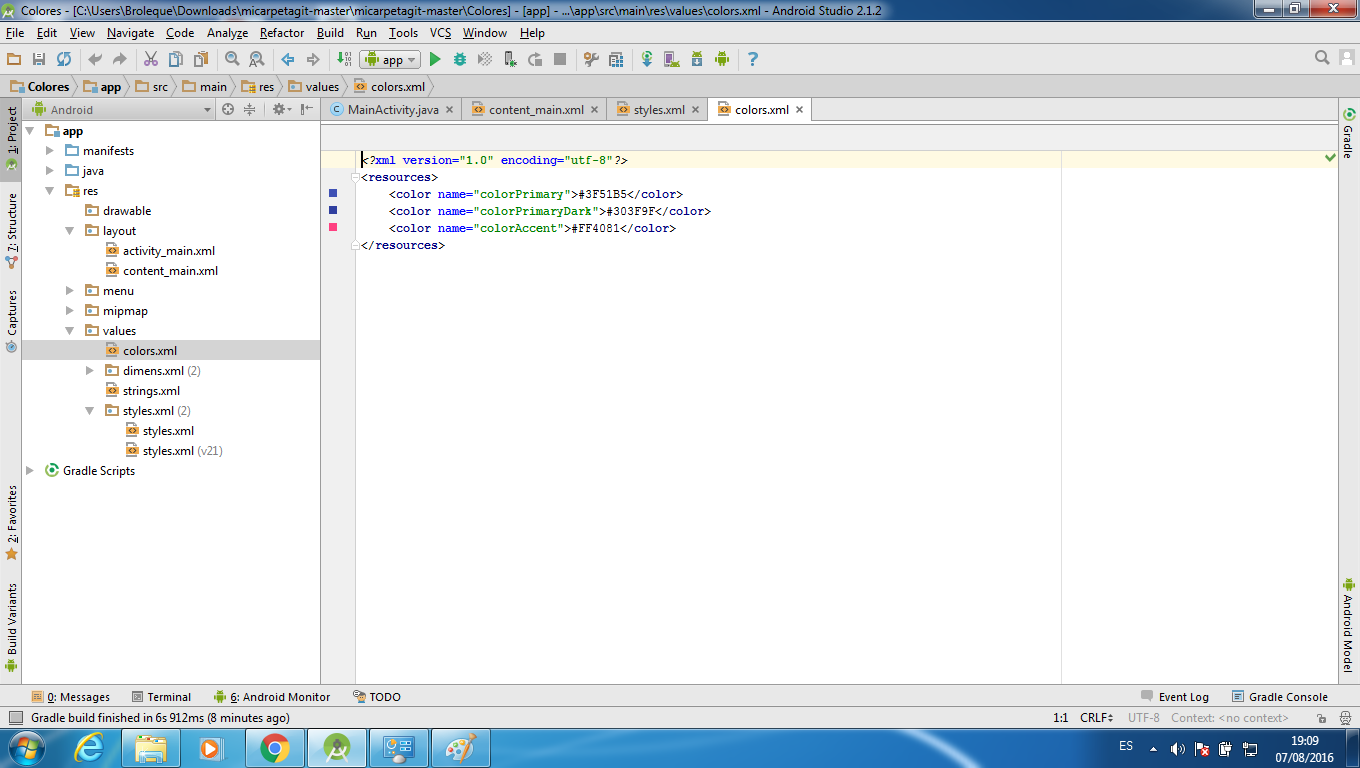 Colores - [C:\Users\Broleque\Downloads\micarpetagit-master\micarpetagit-master\Colores] - [app] - ...\app\src\main\res\values\colors.xml - Android Studio 2.1.2
File Edit View Navigate Code Analyze Refactor Build Run Tools VCS Window Help
app
Colores app src main res values colors.xml
Android
MainActivity.java content_main.xml styles.xml colors.xml
1: Project
7: Structure
Captures
2: Favorites
Build Variants
app
manifests
java
res
drawable
layout
activity_main.xml
content_main.xml
menu
mipmap
values
colors.xml
dimens.xml (2)
strings.xml
styles.xml (2)
styles.xml
styles.xml (v21)
Gradle Scripts
<?xml version="1.0" encoding="utf-8"?>
<resources>
<color name="colorPrimary">#3F51B5</color>
<color name="colorPrimaryDark">#303F9F</color>
<color name="colorAccent">#FF4081</color>
</resources>
Gradle
Android Model
0: Messages Terminal 6: Android Monitor TODO Event Log Gradle Console
Gradle build finished in 6s 912ms (8 minutes ago) 1:1 CRLF UTF-8 Context: <no context>
ES 19:09
07/08/2016